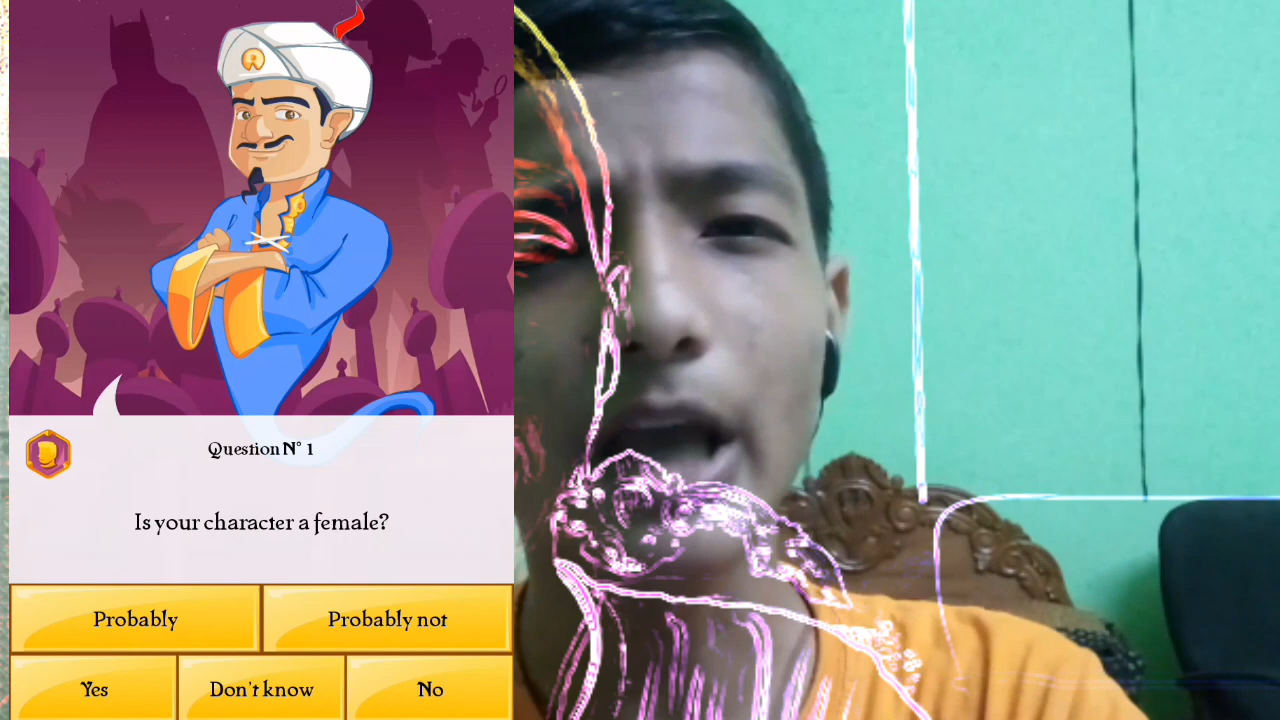 Question N° 1
Is your character a female?
Probably
Probably not
Yes
Don't know
No